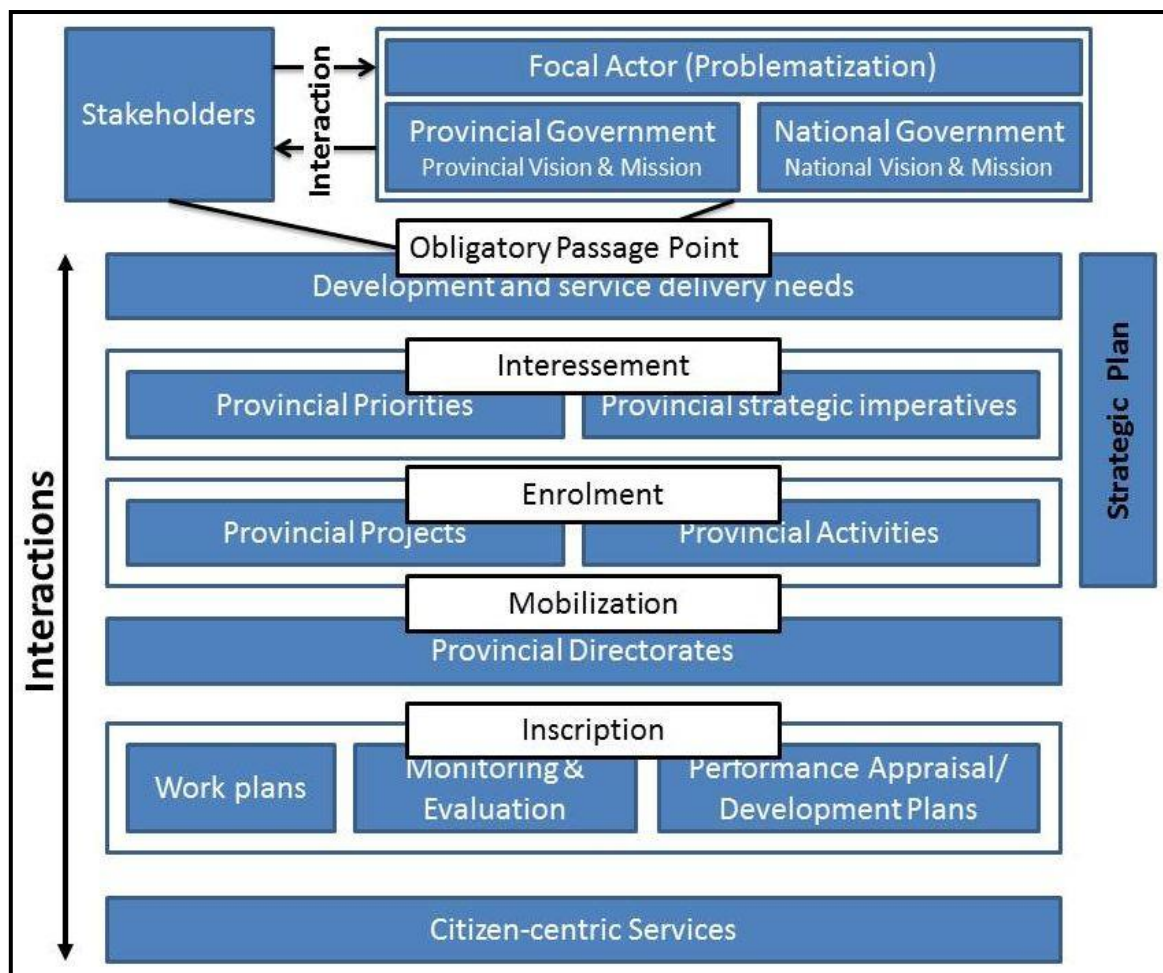 Stakeholders
Interaction
Focal Actor (Problematization)
Provincial Government
Provincial Vision & Mission
National Government
National Vision & Mission
Obligatory Passage Point
Development and service delivery needs
Interessement
Provincial Priorities
Provincial strategic imperatives
Enrolment
Provincial Projects
Provincial Activities
Mobilization
Provincial Directorates
Inscription
Work plans
Monitoring &
Evaluation
Performance Appraisal/
Development Plans
Citizen-centric Services
Interactions
Strategic Plan